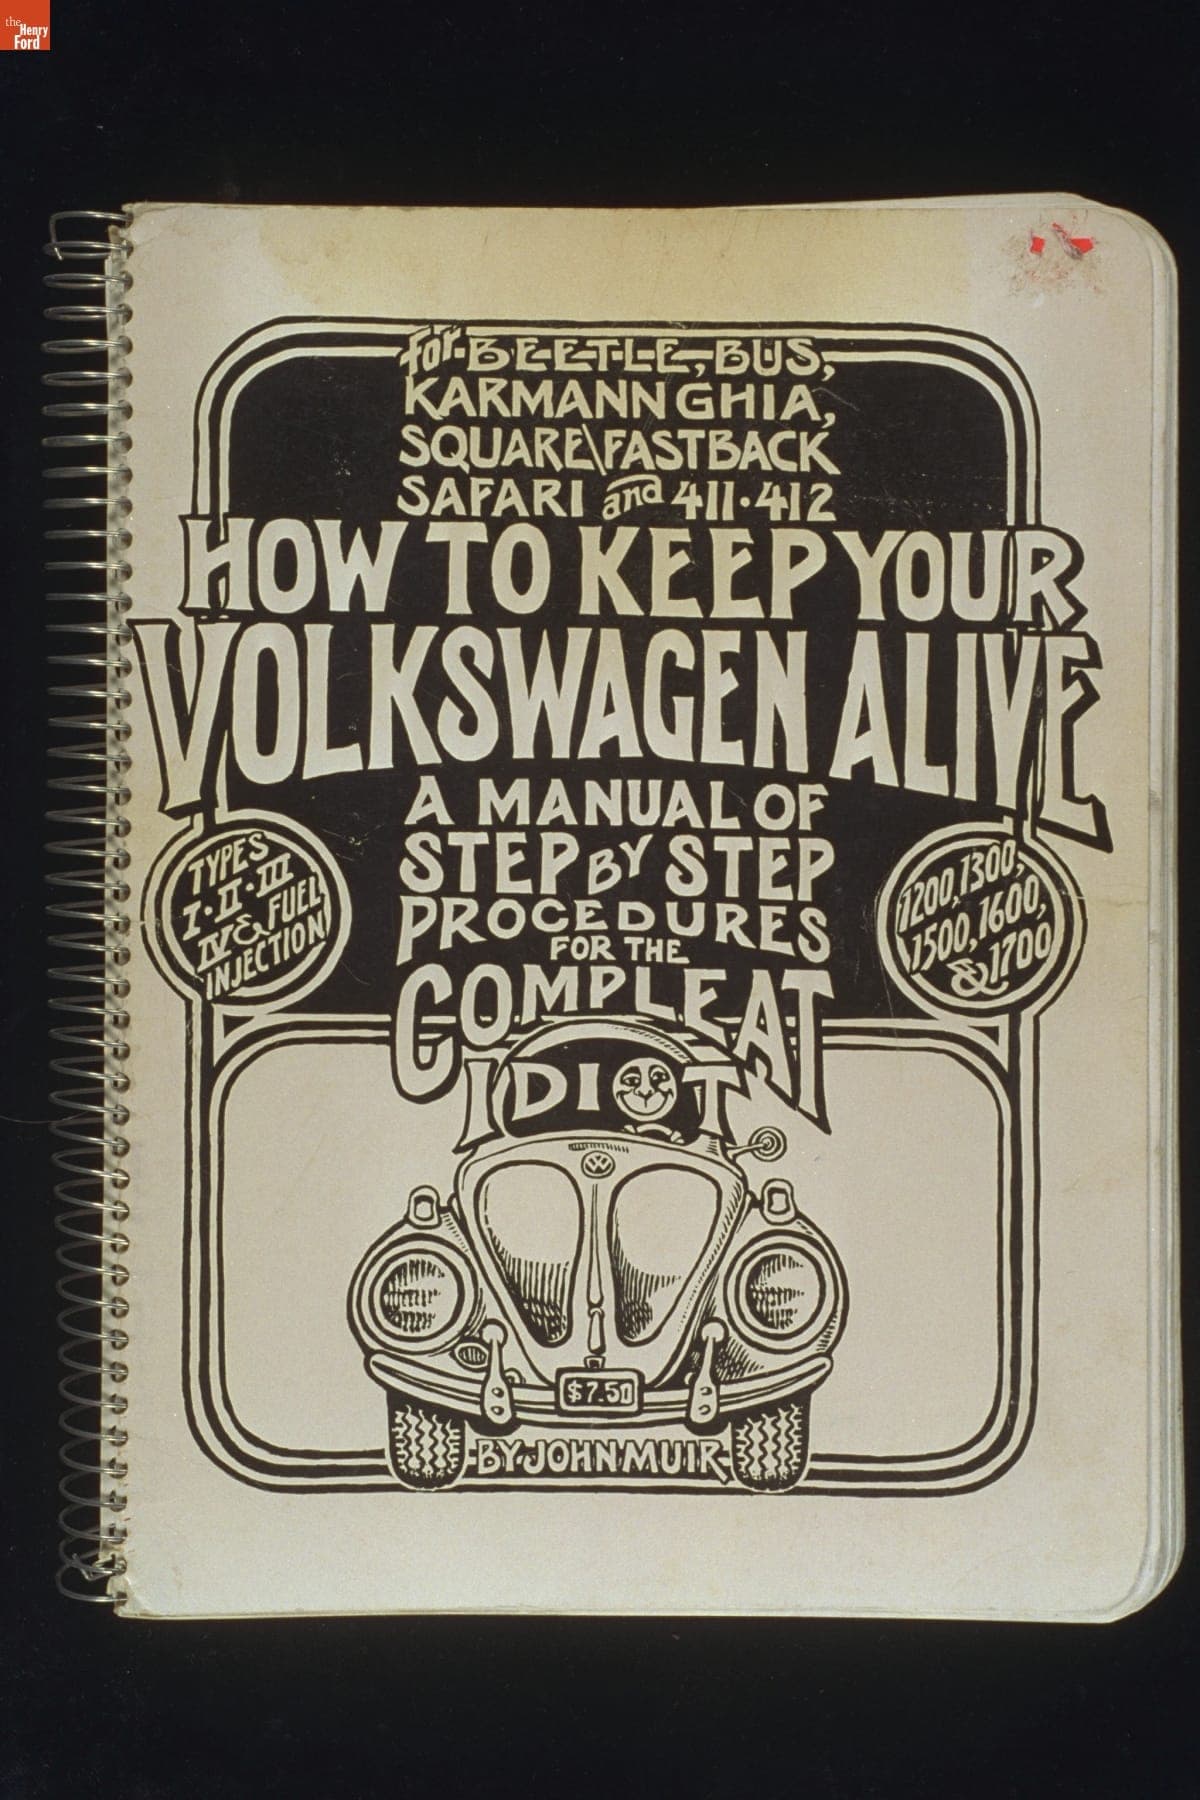 the
Henry
Ford
for BEETLE, BUS,
KARMANN GHIA,
SQUARE\FASTBACK
SAFARI and 411·412
HOW TO KEEP YOUR
VOLKSWAGEN ALIVE
A MANUAL OF
STEP BY STEP
PROCEDURES
FOR THE
COMPLEAT
IDIOT
TYPES
I·II·III
IV & FUEL
INJECTION
1200, 1300,
1500, 1600,
& 1700
VW
$7.50
BY JOHN MUIR